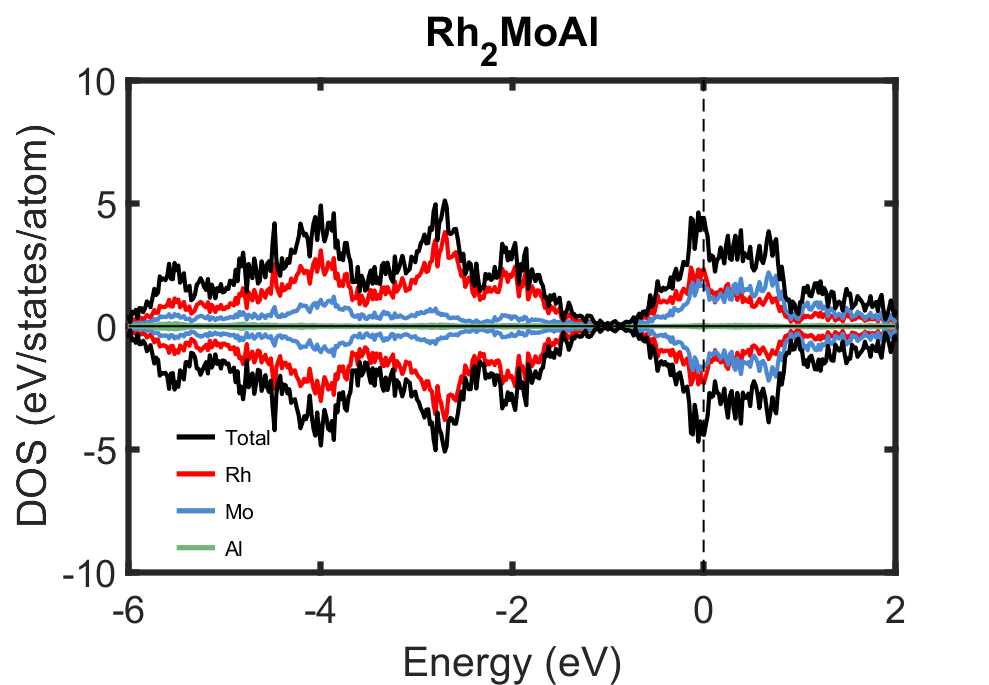 Rh2MoAl
DOS (eV/states/atom)
10
5
0
-5
-10
Total
Rh
Mo
Al
-6 -4 -2 0 2
Energy (eV)